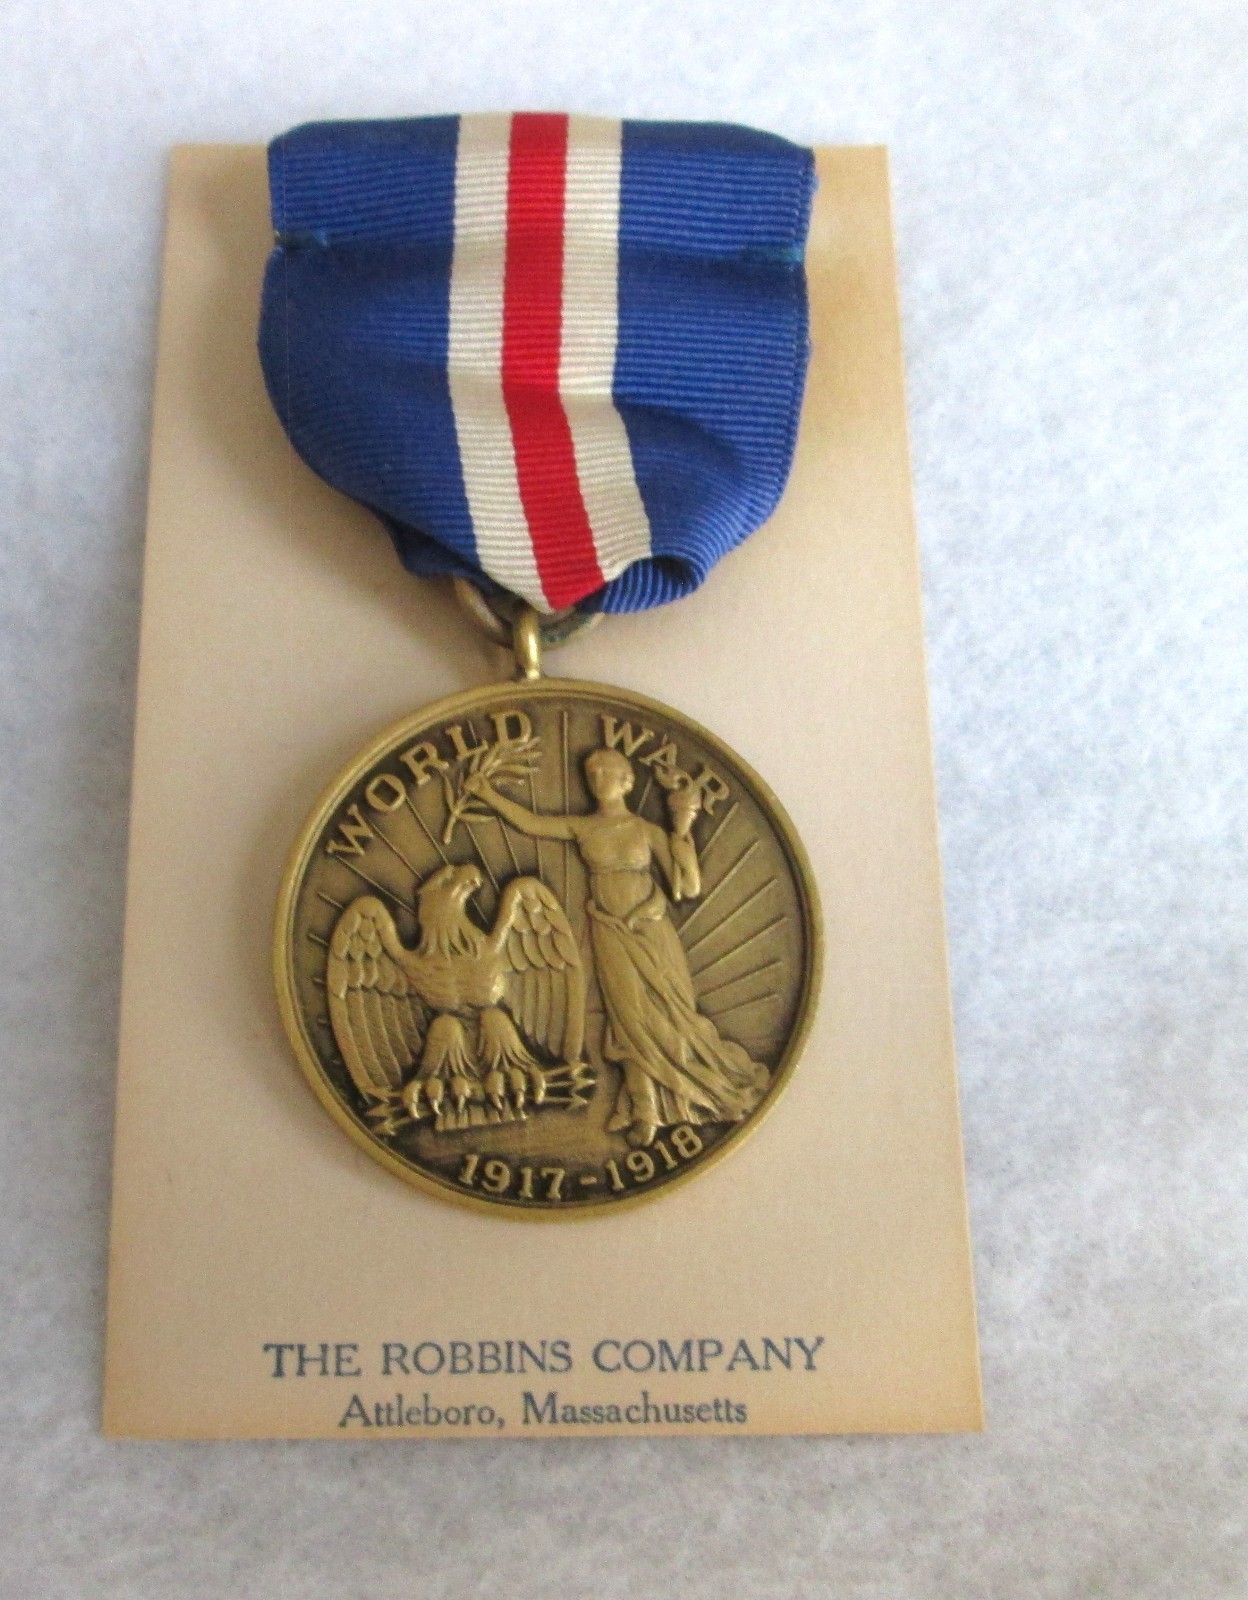 WORLD WAR
1917-1918
THE ROBBINS COMPANY
Attleboro, Massachusetts